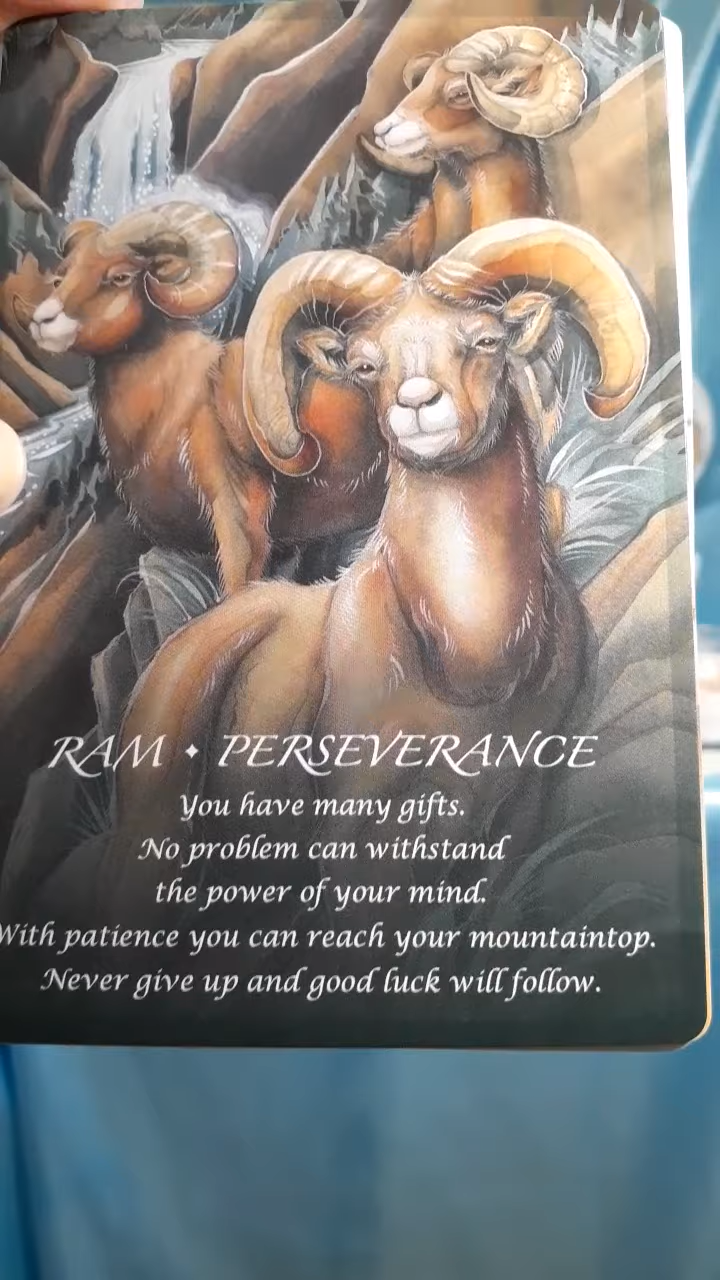 RAM ✦ PERSEVERANCE
You have many gifts.
No problem can withstand
the power of your mind.
With patience you can reach your mountaintop.
Never give up and good luck will follow.